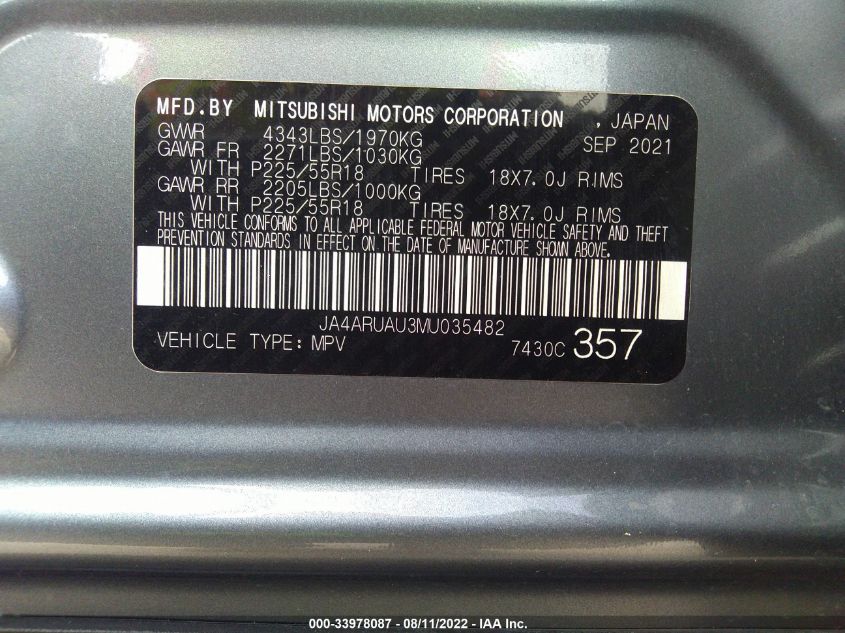 MFD.BY MITSUBISHI MOTORS CORPORATION , JAPAN
GVWR 4343LBS/1970KG SEP 2021
GAWR FR 2271LBS/1030KG
WITH P225/55R18 TIRES 18X7.0J RIMS
GAWR RR 2205LBS/1000KG
WITH P225/55R18 TIRES 18X7.0J RIMS
THIS VEHICLE CONFORMS TO ALL APPLICABLE FEDERAL MOTOR VEHICLE SAFETY AND THEFT
PREVENTION STANDARDS IN EFFECT ON THE DATE OF MANUFACTURE SHOWN ABOVE.
JA4ARUAU3MU035482
VEHICLE TYPE: MPV 7430C 357
000-33978087 - 08/11/2022 - IAA Inc.